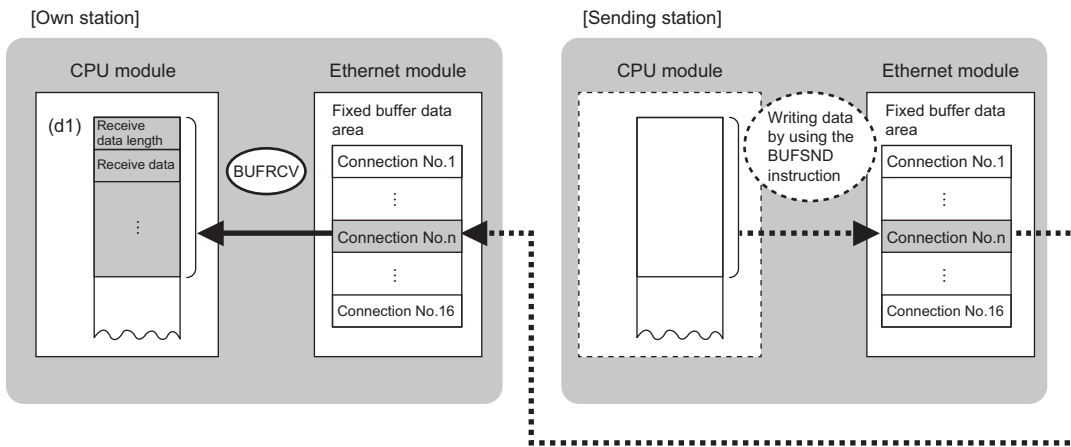 [Own station]
CPU module
Ethernet module
(d1)
Receive
data length
Receive data
⋮
BUFRCV
Fixed buffer data
area
Connection No.1
⋮
Connection No.n
⋮
Connection No.16
[Sending station]
CPU module
Ethernet module
Writing data
by using the
BUFSND
instruction
Fixed buffer data
area
Connection No.1
⋮
Connection No.n
⋮
Connection No.16